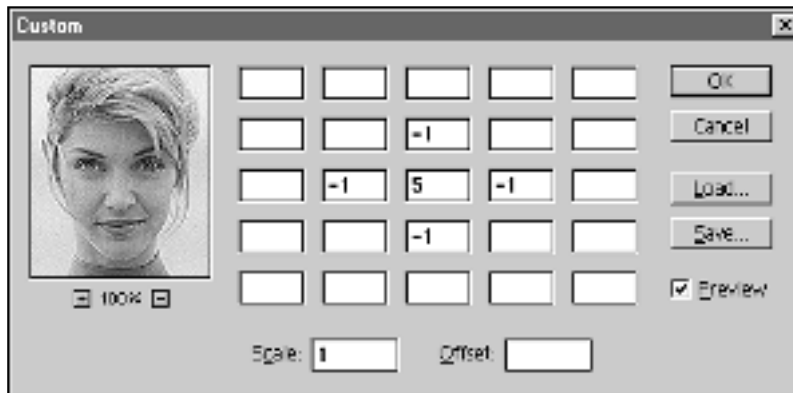 Custom
OK
-1
Cancel
-1 5 -1
Load...
-1
Save...
Preview
100%
Scale: 1 Offset: